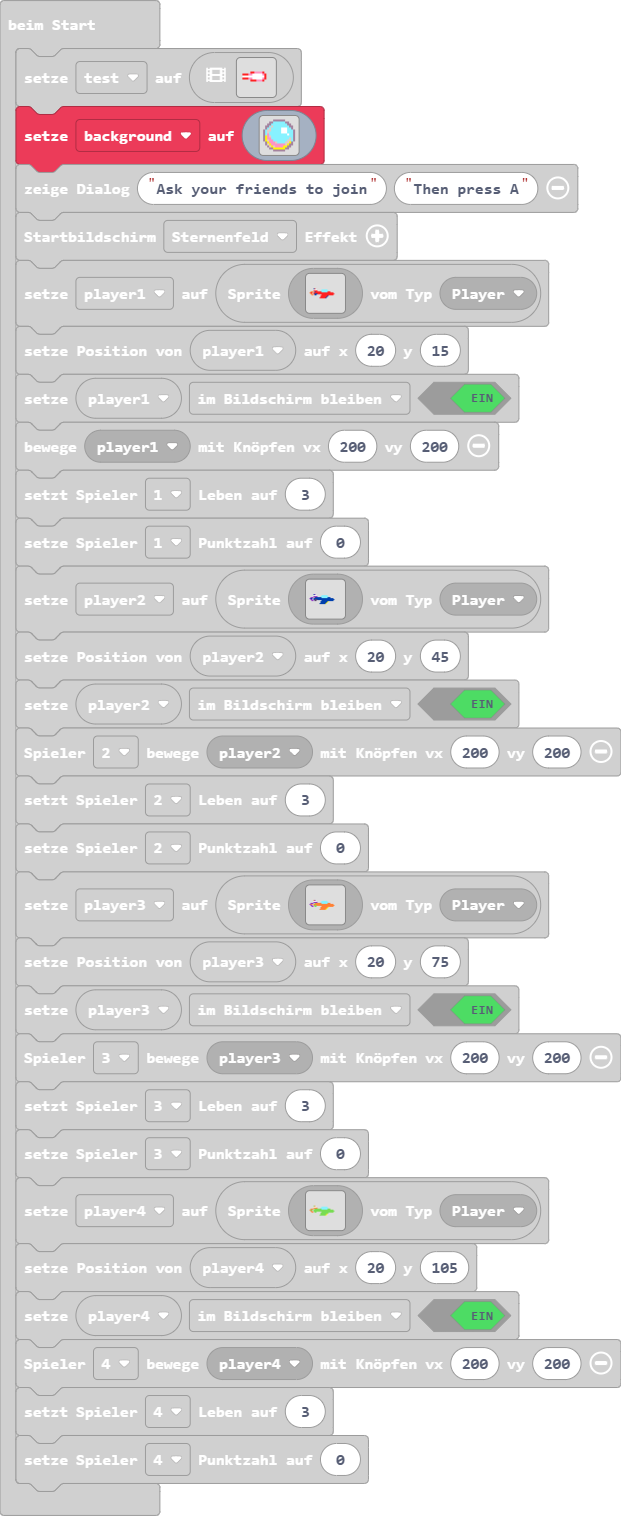 beim Start
setze test auf
setze background auf
zeige Dialog "Ask your friends to join" "Then press A"
Startbildschirm Sternenfeld Effekt
setze player1 auf Sprite vom Typ Player
setze Position von player1 auf x 20 y 15
setze player1 im Bildschirm bleiben EIN
bewege player1 mit Knöpfen vx 200 vy 200
setzt Spieler 1 Leben auf 3
setze Spieler 1 Punktzahl auf 0
setze player2 auf Sprite vom Typ Player
setze Position von player2 auf x 20 y 45
setze player2 im Bildschirm bleiben EIN
Spieler 2 bewege player2 mit Knöpfen vx 200 vy 200
setzt Spieler 2 Leben auf 3
setze Spieler 2 Punktzahl auf 0
setze player3 auf Sprite vom Typ Player
setze Position von player3 auf x 20 y 75
setze player3 im Bildschirm bleiben EIN
Spieler 3 bewege player3 mit Knöpfen vx 200 vy 200
setzt Spieler 3 Leben auf 3
setze Spieler 3 Punktzahl auf 0
setze player4 auf Sprite vom Typ Player
setze Position von player4 auf x 20 y 105
setze player4 im Bildschirm bleiben EIN
Spieler 4 bewege player4 mit Knöpfen vx 200 vy 200
setzt Spieler 4 Leben auf 3
setze Spieler 4 Punktzahl auf 0